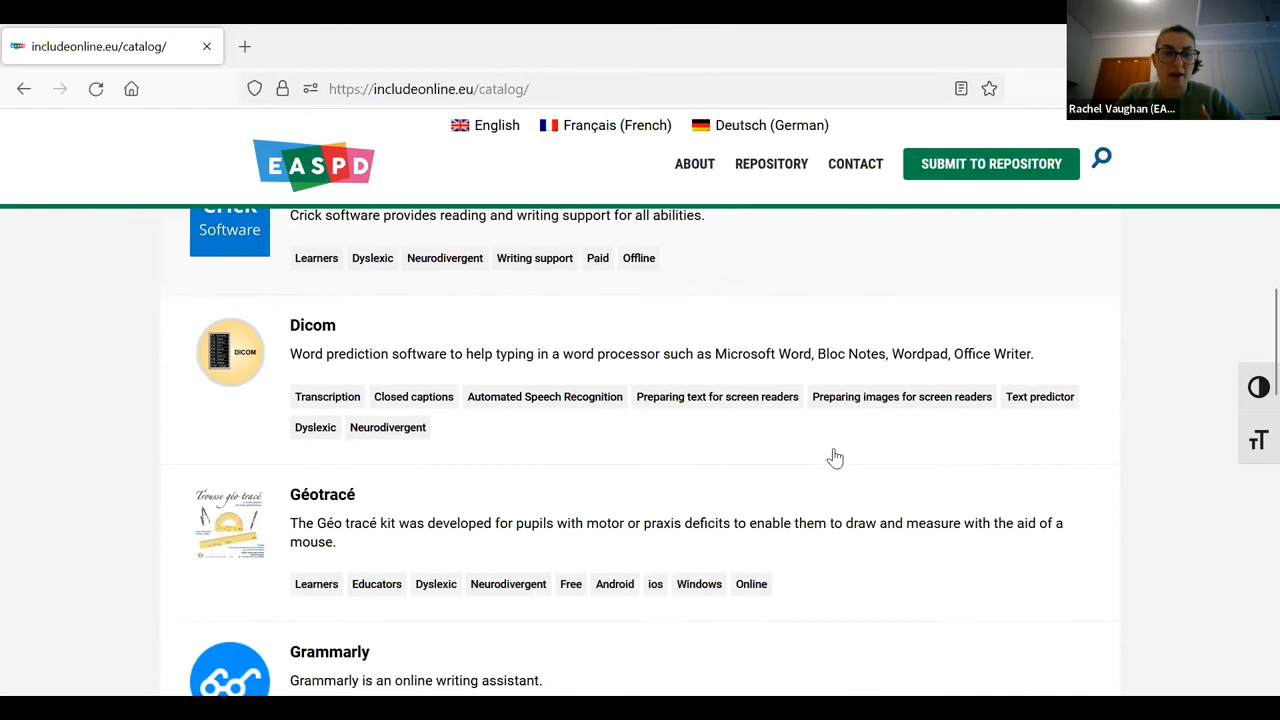 includeonline.eu/catalog/
https://includeonline.eu/catalog/
Rachel Vaughan (EA...
English Français (French) Deutsch (German)
EASPD
ABOUT REPOSITORY CONTACT SUBMIT TO REPOSITORY
Crick
Software
Crick software provides reading and writing support for all abilities.
Learners Dyslexic Neurodivergent Writing support Paid Offline
DICOM
Dicom
Word prediction software to help typing in a word processor such as Microsoft Word, Bloc Notes, Wordpad, Office Writer.
Transcription Closed captions Automated Speech Recognition Preparing text for screen readers Preparing images for screen readers Text predictor
Dyslexic Neurodivergent
Trousse géo tracé
Géotracé
The Géo tracé kit was developed for pupils with motor or praxis deficits to enable them to draw and measure with the aid of a
mouse.
Learners Educators Dyslexic Neurodivergent Free Android ios Windows Online
Grammarly
Grammarly is an online writing assistant.
TT